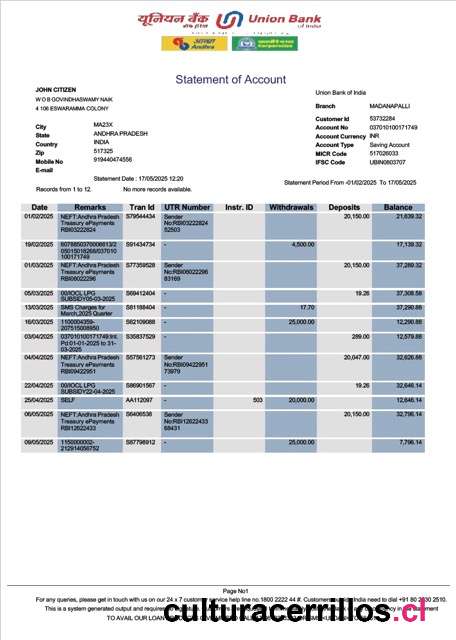 यूनियन बैंक Union Bank
of India
आन्ध्रा Andhra
Corporation
Statement of Account
JOHN CITIZEN
W O B GOVINDHASWAMY NAIK
4 106 ESWARAMMA COLONY
City MA23X
State ANDHRA PRADESH
Country INDIA
Zip 517325
Mobile No 919440474556
E-mail
Union Bank of India
Branch MADANAPALLI
Customer Id 53732284
Account No 037010100171749
Account Currency INR
Account Type Saving Account
MICR Code 517026033
IFSC Code UBIN0803707
Statement Date : 17/05/2025 12:20
Statement Period From -01/02/2025 To 17/05/2025
Records from 1 to 12. No more records available.
Date Remarks Tran Id UTR Number Instr. ID Withdrawals Deposits Balance
01/02/2025 NEFT:Andhra Pradesh S79544434 Sender 20,150.00 21,639.32
Treasury ePayments No:RBI03222824
RBI03222824 52503
19/02/2025 6078850370006613/2 S91434734 - 4,500.00 17,139.32
05015018268/037010
100171749
01/03/2025 NEFT:Andhra Pradesh S77359528 Sender 20,150.00 37,289.32
Treasury ePayments No:RBI06022296
RBI06022296 83169
05/03/2025 00/IOCL LPG S69412404 - 19.26 37,308.58
SUBSIDY05-03-2025
13/03/2025 SMS Charges for S81188404 - 17.70 37,290.88
March,2025 Quarter
16/03/2025 1100004359- S62109088 - 25,000.00 12,290.88
207515008950
03/04/2025 037010100171749:Int. S35837529 - 289.00 12,579.88
Pd:01-01-2025 to 31-
03-2025
04/04/2025 NEFT:Andhra Pradesh S57561273 Sender 20,047.00 32,626.88
Treasury ePayments No:RBI09422951
RBI09422951 73979
22/04/2025 00/IOCL LPG S86901567 - 19.26 32,646.14
SUBSIDY22-04-2025
25/04/2025 SELF AA112097 - 503 20,000.00 12,646.14
06/05/2025 NEFT:Andhra Pradesh S6406538 Sender 20,150.00 32,796.14
Treasury ePayments No:RBI12622433
RBI12622433 68431
09/05/2025 1150000002- S87798912 - 25,000.00 7,796.14
212914056752
Page No1
For any queries, please get in touch with us on our 24 x 7 customer service help line no.1800 2222 44 #. Customers India need to dial +91 80 2530 2510.
This is a system generated output and requires
culturacerrillos.cl
TO AVAIL OUR LOAN